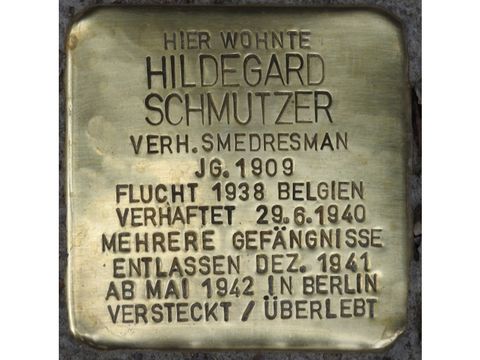 HIER WOHNTE
HILDEGARD
SCHMUTZER
VERH. SMEDRESMAN
JG. 1909
FLUCHT 1938 BELGIEN
VERHAFTET 29.6.1940
MEHRERE GEFÄNGNISSE
ENTLASSEN DEZ. 1941
AB MAI 1942 IN BERLIN
VERSTECKT / ÜBERLEBT